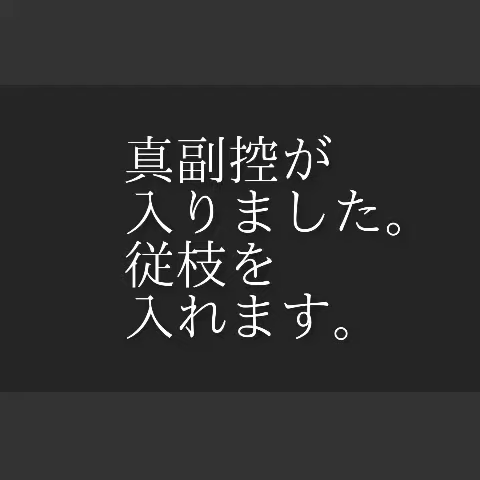 真副控が
入りました。
従枝を
入れます。